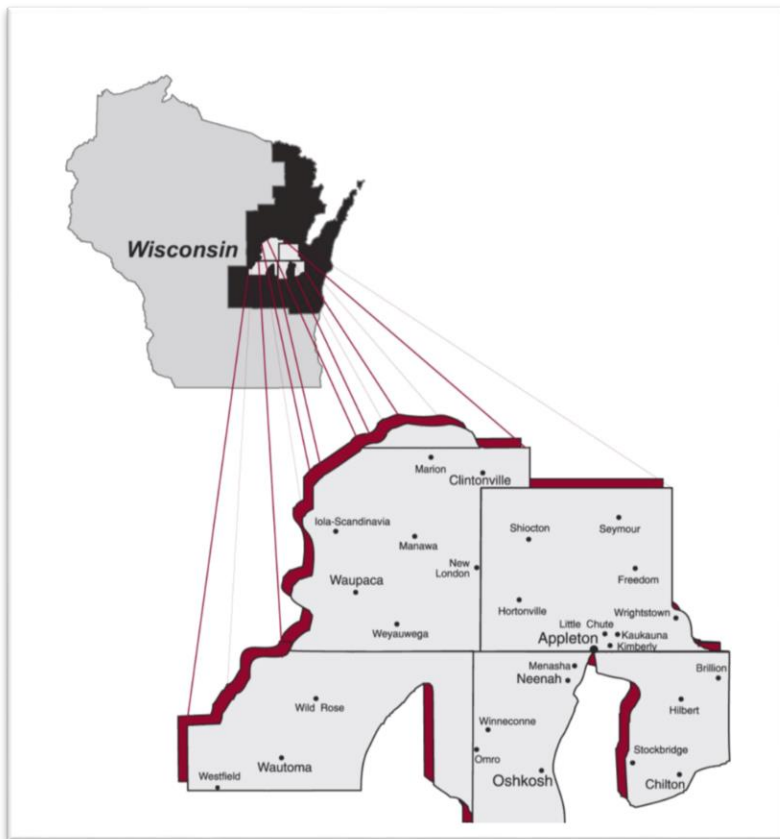 Wisconsin
Marion
Clintonville
Iola-Scandinavia
Manawa
Shiocton
Seymour
New
London
Waupaca
Freedom
Hortonville
Wrightstown
Weyauwega
Little Chute
Appleton
Kaukauna
Kimberly
Menasha
Neenah
Brillion
Wild Rose
Hilbert
Winneconne
Omro
Stockbridge
Wautoma
Westfield
Oshkosh
Chilton